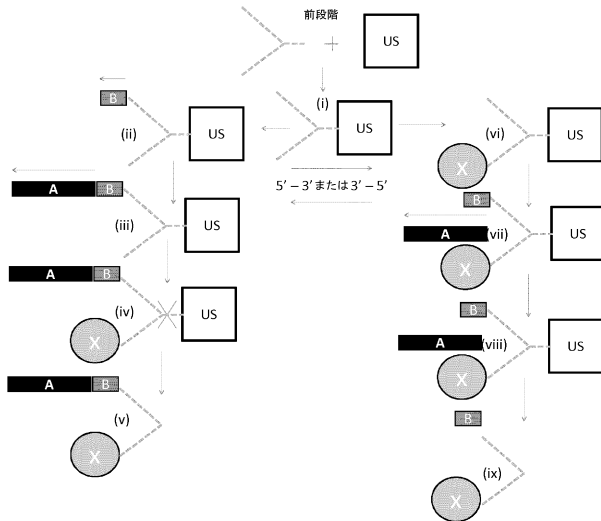 前段階
US
B
(i)
US
(ii)
US
(vi)
US
X
5′－3′または3′－5′
A B
B
(iii)
US
A (vii)
US
X
A B
(iv)
US
X
B
A (viii)
US
X
A B
(v)
X
B
(ix)
X